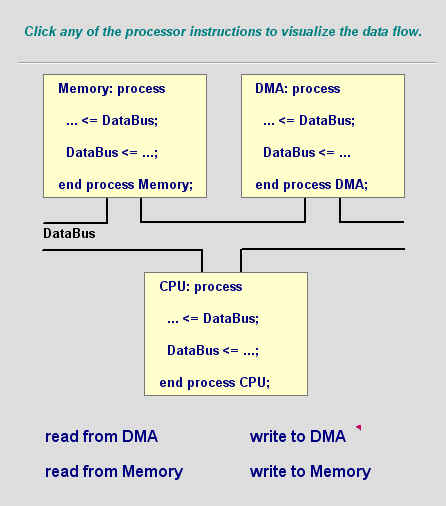 Click any of the processor instructions to visualize the data flow.
Memory: process
... <= DataBus;
DataBus <= ...;
end process Memory;
DMA: process
... <= DataBus;
DataBus <= ...
end process DMA;
DataBus
CPU: process
... <= DataBus;
DataBus <= ...;
end process CPU;
read from DMA
write to DMA
read from Memory
write to Memory